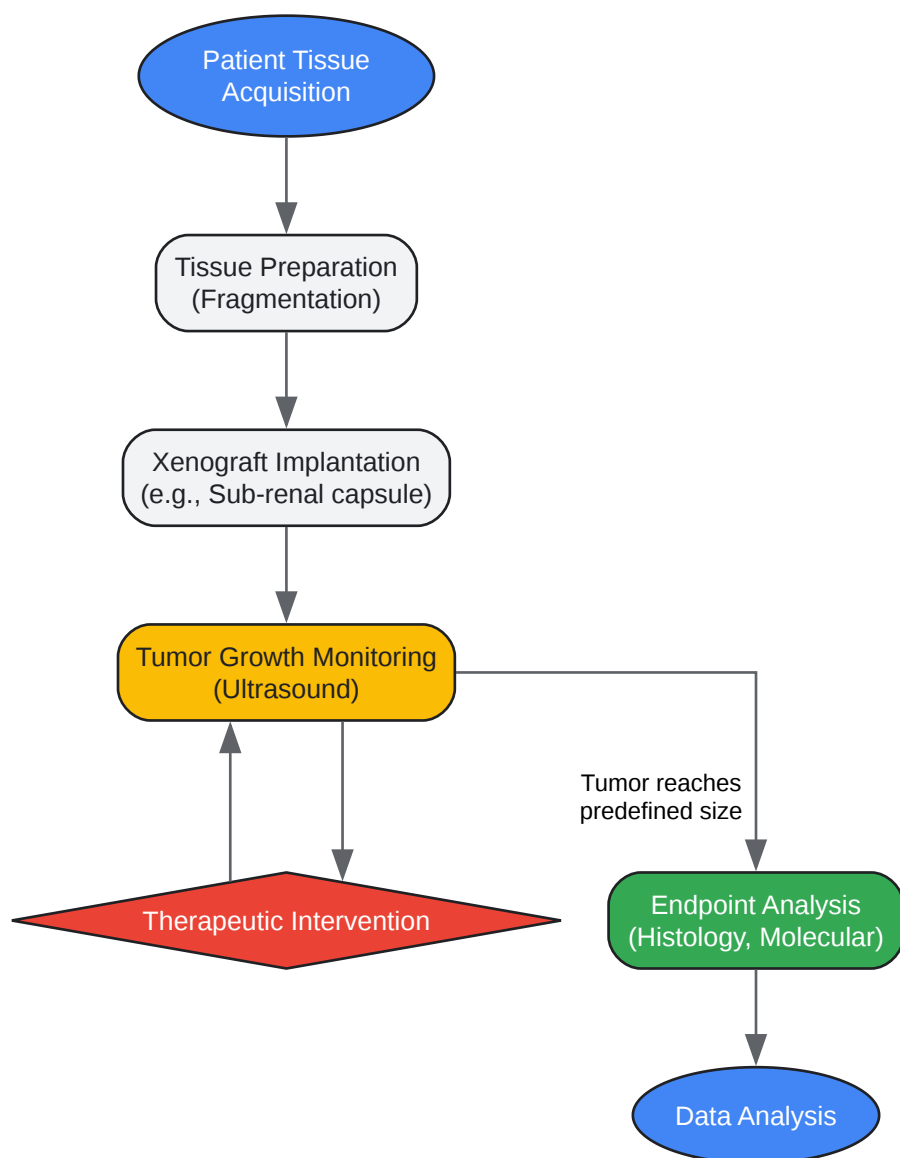 Patient Tissue
Acquisition
Tissue Preparation
(Fragmentation)
Xenograft Implantation
(e.g., Sub-renal capsule)
Tumor Growth Monitoring
(Ultrasound)
Tumor reaches
predefined size
Therapeutic Intervention
Endpoint Analysis
(Histology, Molecular)
Data Analysis